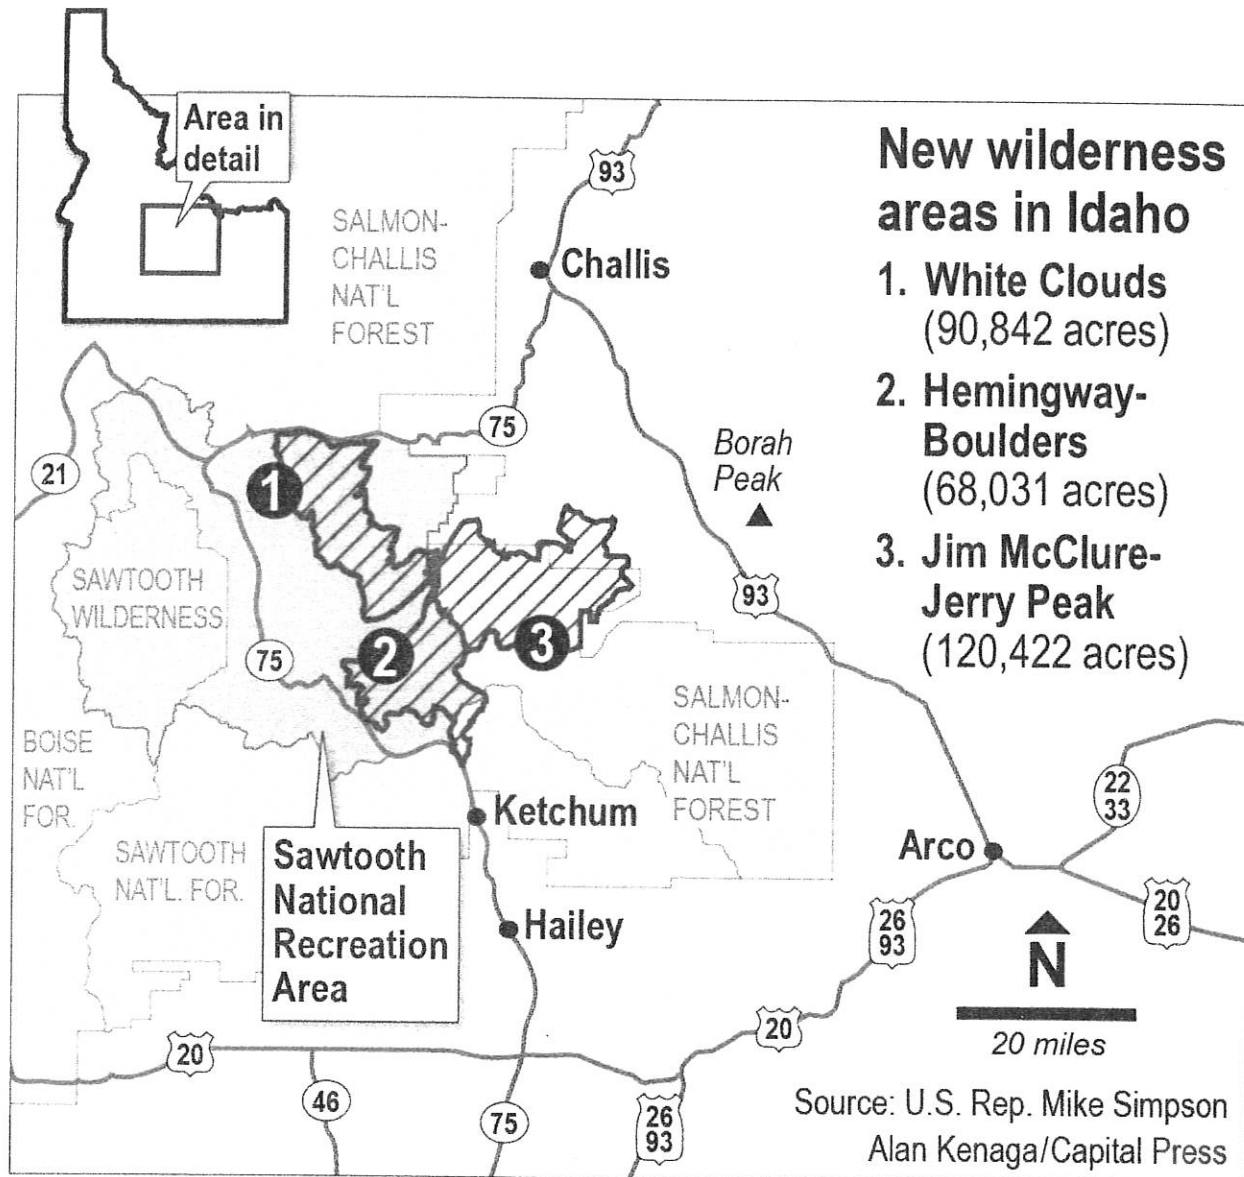 Area in
detail
New wilderness
areas in Idaho
1. White Clouds
(90,842 acres)
2. Hemingway-
Boulders
(68,031 acres)
3. Jim McClure-
Jerry Peak
(120,422 acres)
93
SALMON-
CHALLIS
NAT'L
FOREST
Challis
75
21
1
Borah
Peak
SAWTOOTH
WILDERNESS
93
75
2
3
SALMON-
CHALLIS
NAT'L
FOREST
BOISE
NAT'L
FOR.
22
33
Ketchum
SAWTOOTH
NAT'L. FOR.
Sawtooth
National
Recreation
Area
Arco
Hailey
26
93
20
26
N
20 miles
20
20
46
75
26
93
Source: U.S. Rep. Mike Simpson
Alan Kenaga/Capital Press